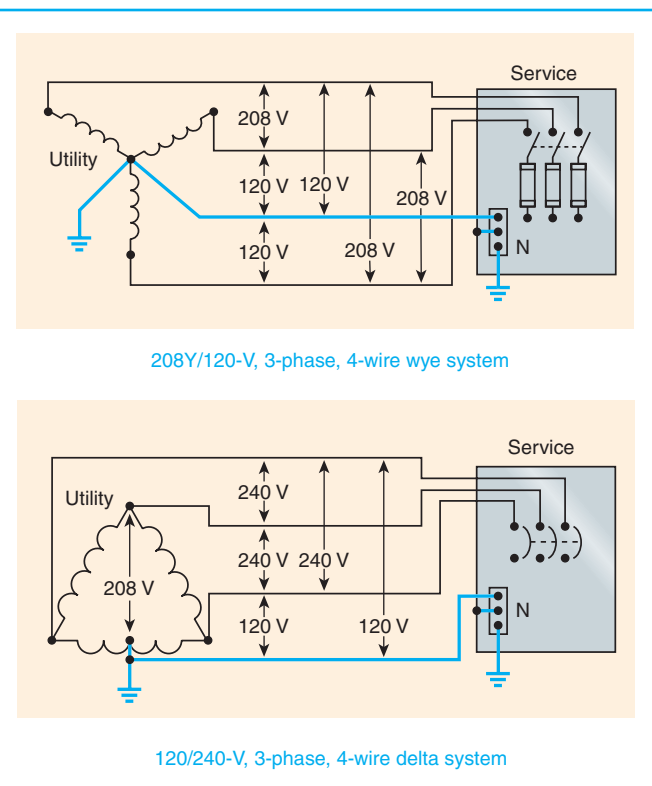 Service
208 V
Utility
120 V
120 V
208 V
120 V
208 V
N
208Y/120-V, 3-phase, 4-wire wye system
Service
Utility
240 V
240 V
240 V
208 V
120 V
120 V
N
120/240-V, 3-phase, 4-wire delta system